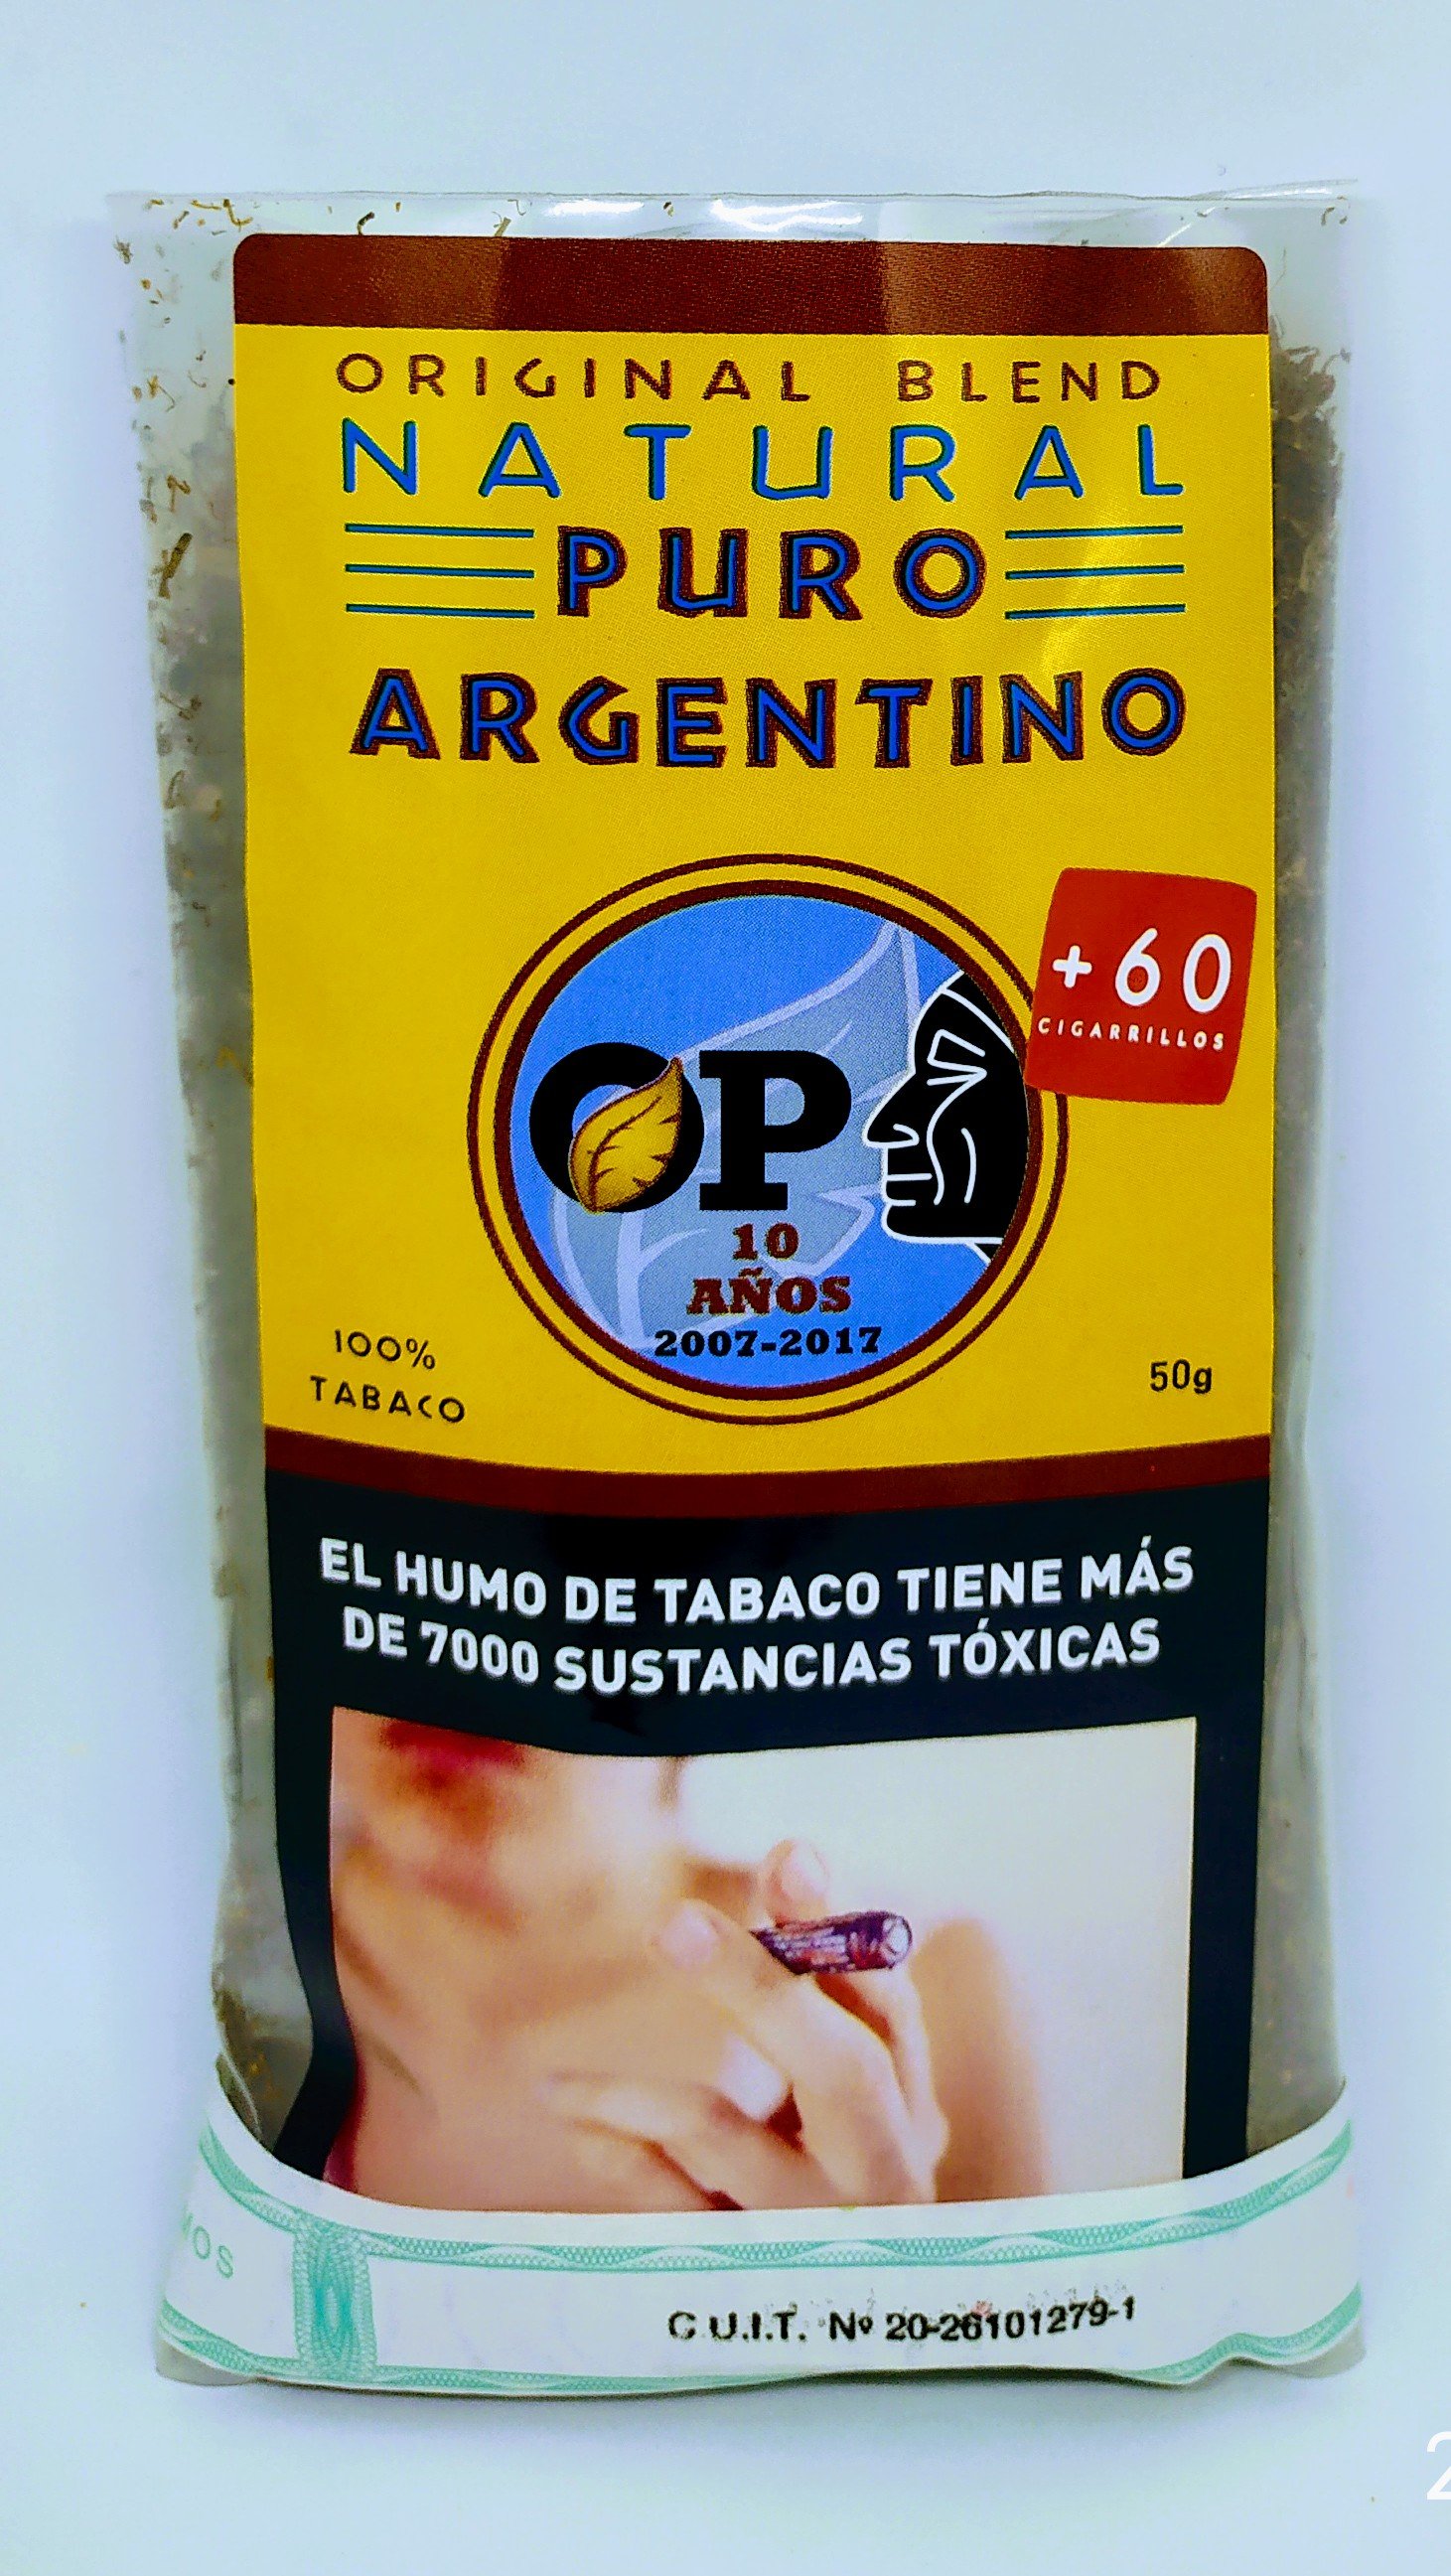 ORIGINAL BLEND
NATURAL
PURO
ARGENTINO
+60
CIGARRILLOS
OP
10
AÑOS
2007-2017
100%
TABACO
50g
EL HUMO DE TABACO TIENE MÁS
DE 7000 SUSTANCIAS TÓXICAS
C.U.I.T. Nº 20-26101279-1